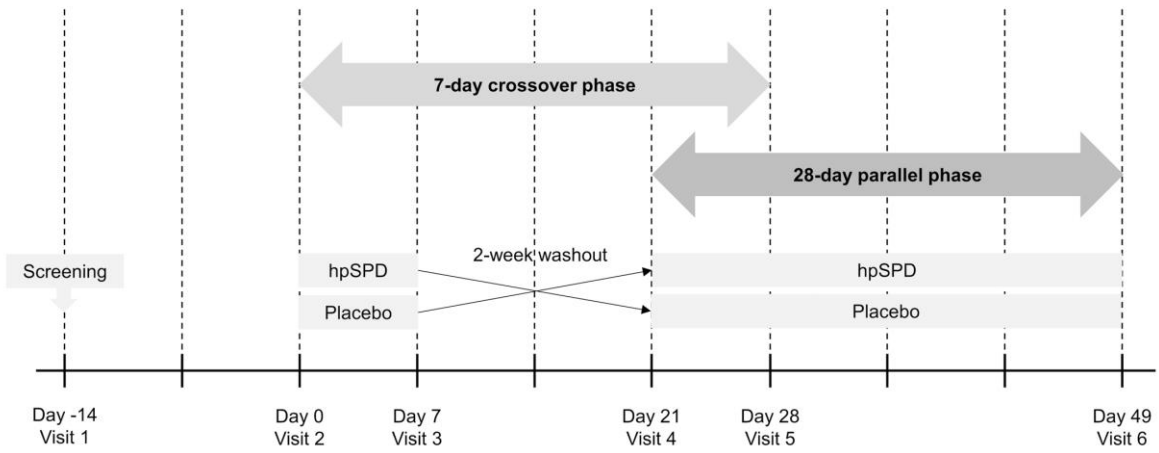 7-day crossover phase
28-day parallel phase
2-week washout
Screening
hpSPD
hpSPD
Placebo
Placebo
Day -14
Visit 1
Day 0
Visit 2
Day 7
Visit 3
Day 21
Visit 4
Day 28
Visit 5
Day 49
Visit 6